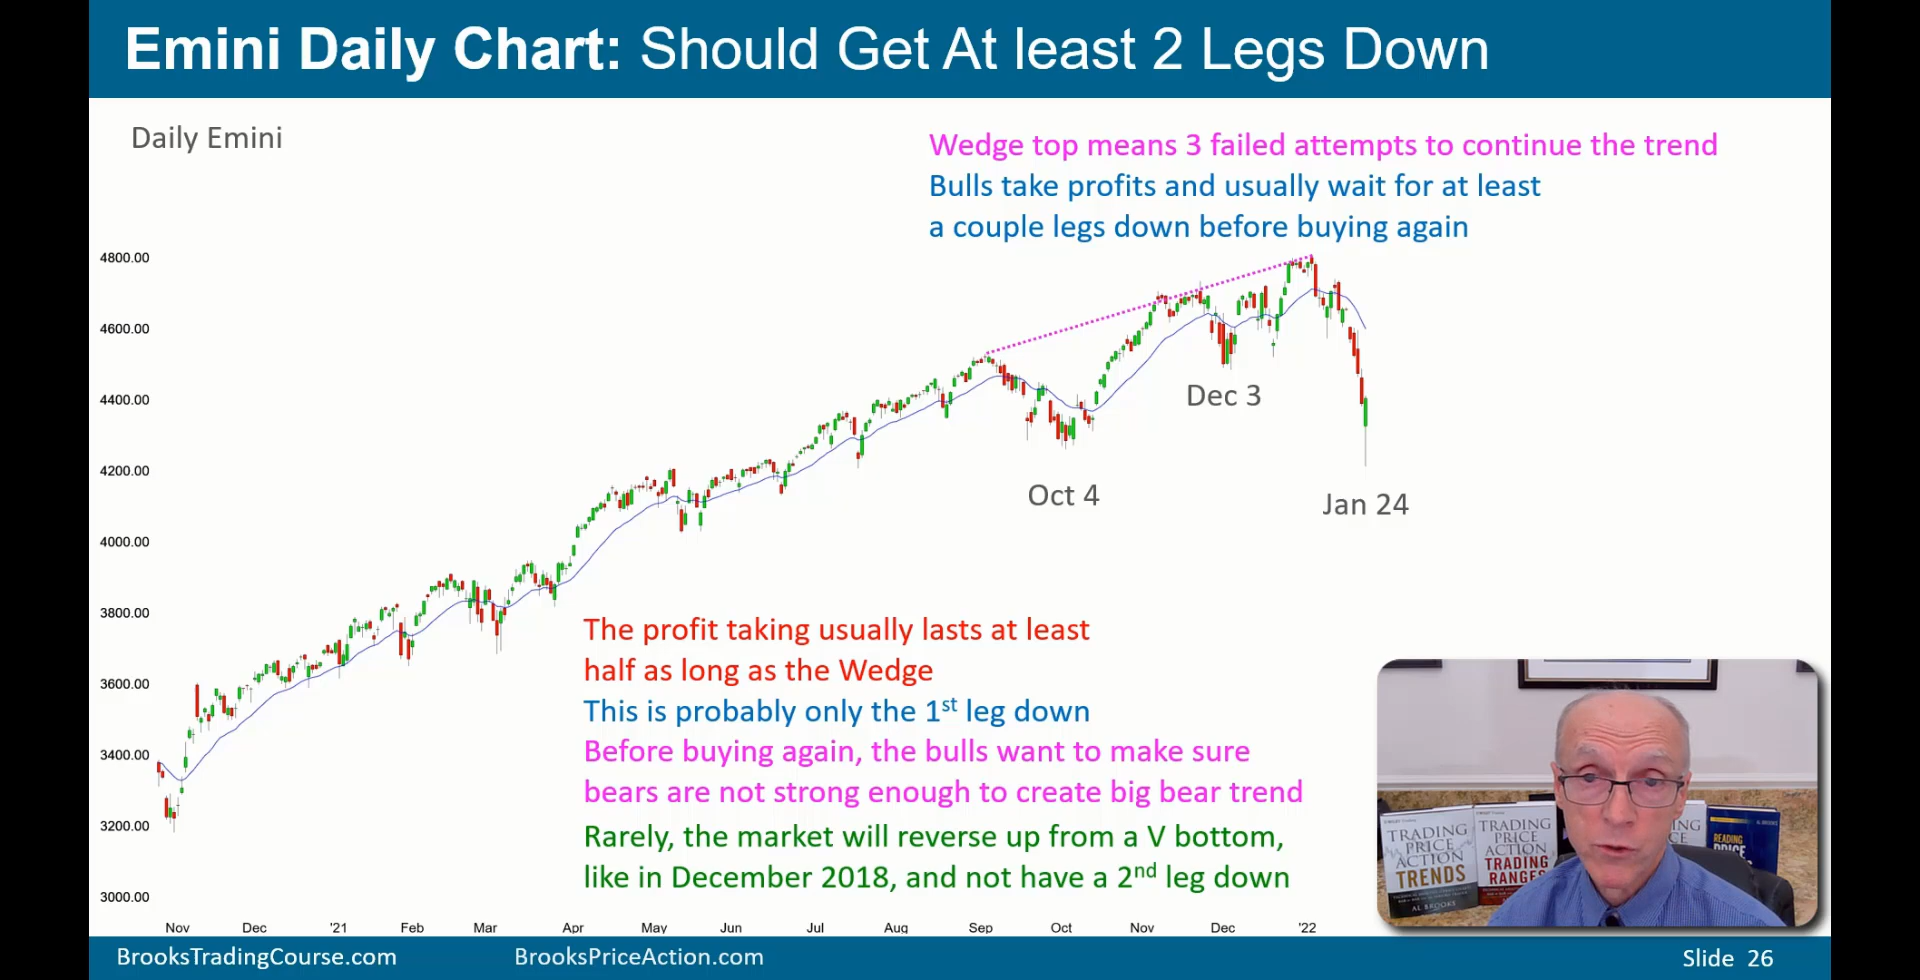 Emini Daily Chart: Should Get At least 2 Legs Down
Daily Emini
Wedge top means 3 failed attempts to continue the trend
Bulls take profits and usually wait for at least
a couple legs down before buying again
4800.00
4600.00
4400.00
4200.00
4000.00
3800.00
3600.00
3400.00
3200.00
3000.00
Dec 3
Oct 4
Jan 24
The profit taking usually lasts at least
half as long as the Wedge
This is probably only the 1st leg down
Before buying again, the bulls want to make sure
bears are not strong enough to create big bear trend
Rarely, the market will reverse up from a V bottom,
like in December 2018, and not have a 2nd leg down
Nov Dec '21 Feb Mar Apr May Jun Jul Aug Sep Oct Nov Dec '22
TRADING
PRICE
ACTION
TRENDS
AL BROOKS
TRADING
PRICE
ACTION
TRADING
RANGES
READING
PRICE
BrooksTradingCourse.com
BrooksPriceAction.com
Slide 26